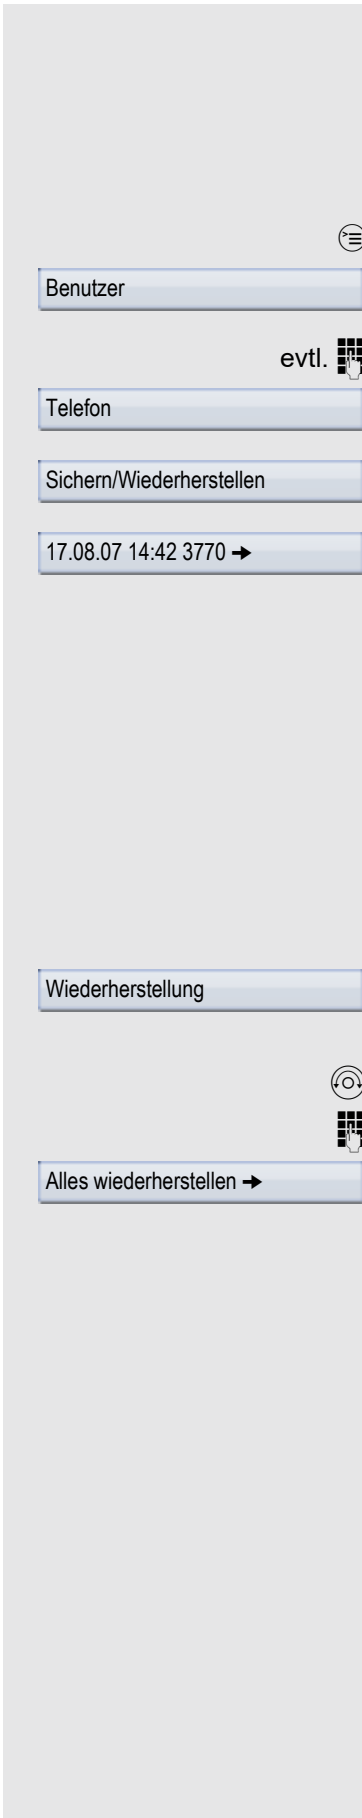 Benutzer
evtl.
Telefon
Sichern/Wiederherstellen
17.08.07 14:42 3770 →
Wiederherstellung
Alles wiederherstellen →